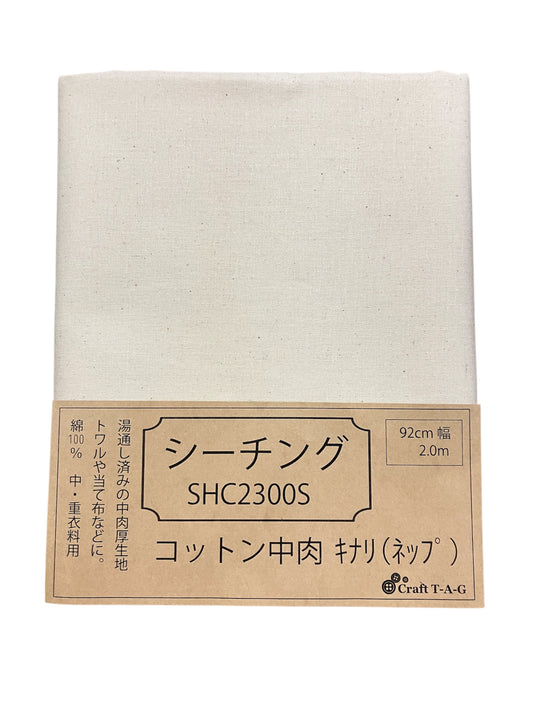 シーチング
SHC2300S
92cm 幅
2.0m
湯通し済みの中肉厚生地
トワルや当て布などに。
綿100% 中・重衣料用
コットン中肉 ｷﾅﾘ(ﾈｯﾌﾟ)
Craft T-A-G